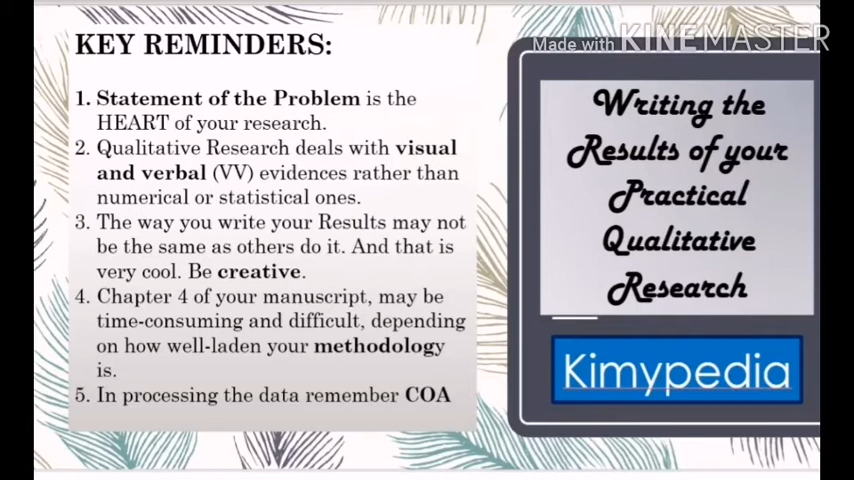 KEY REMINDERS:
1. Statement of the Problem is the
HEART of your research.
2. Qualitative Research deals with visual
and verbal (VV) evidences rather than
numerical or statistical ones.
3. The way you write your Results may not
be the same as others do it. And that is
very cool. Be creative.
4. Chapter 4 of your manuscript, may be
time-consuming and difficult, depending
on how well-laden your methodology
is.
5. In processing the data remember COA
Made with KINEMASTER
Writing the
Results of your
Practical
Qualitative
Research
Kimypedia